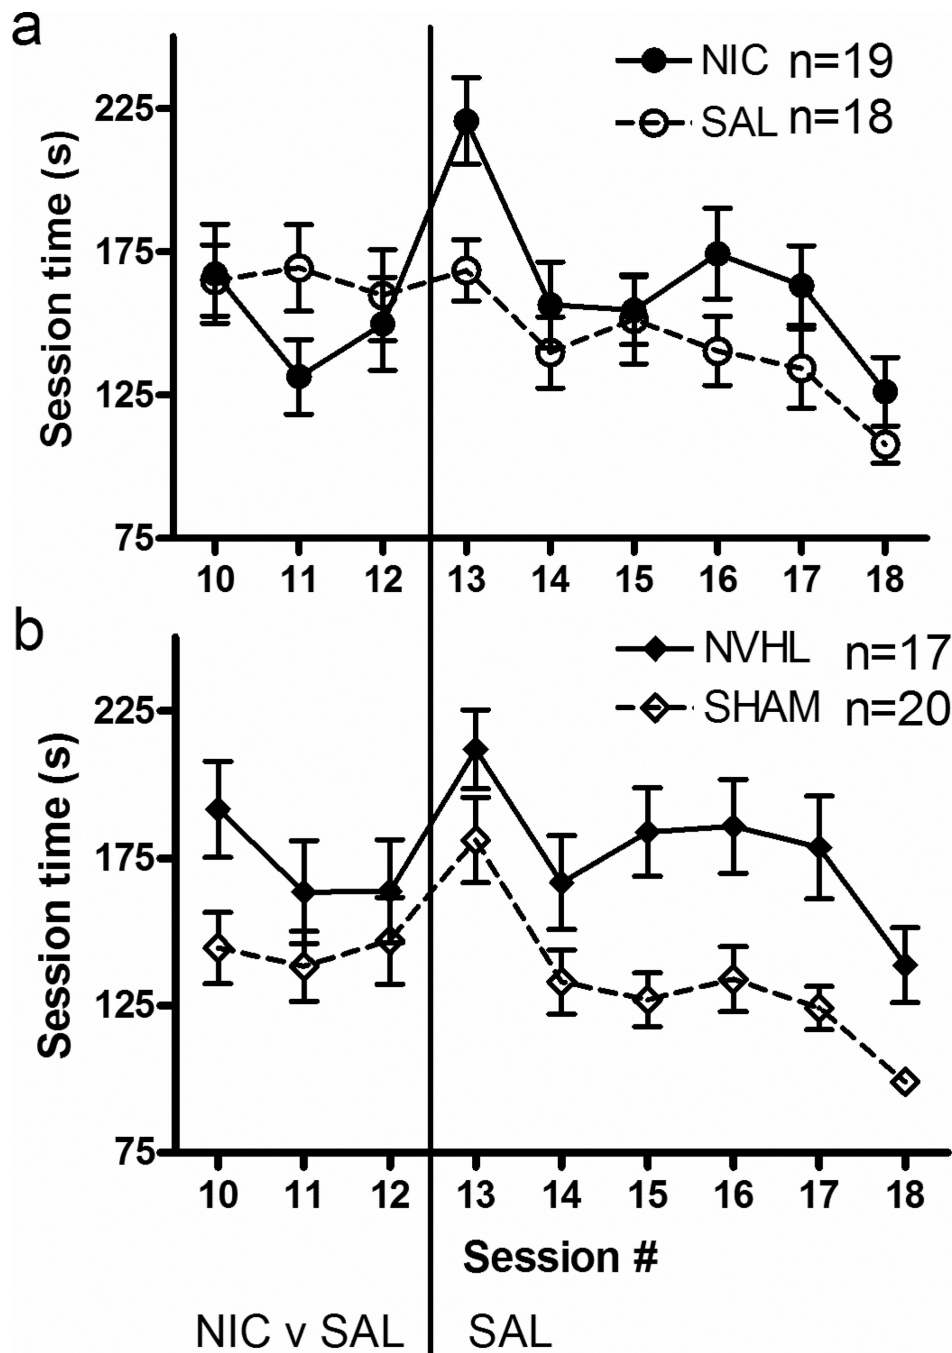 a
NIC n=19
SAL n=18
Session time (s)
225
175
125
75
10 11 12 13 14 15 16 17 18
b
NVHL n=17
SHAM n=20
Session time (s)
225
175
125
75
10 11 12 13 14 15 16 17 18
Session #
NIC v SAL SAL